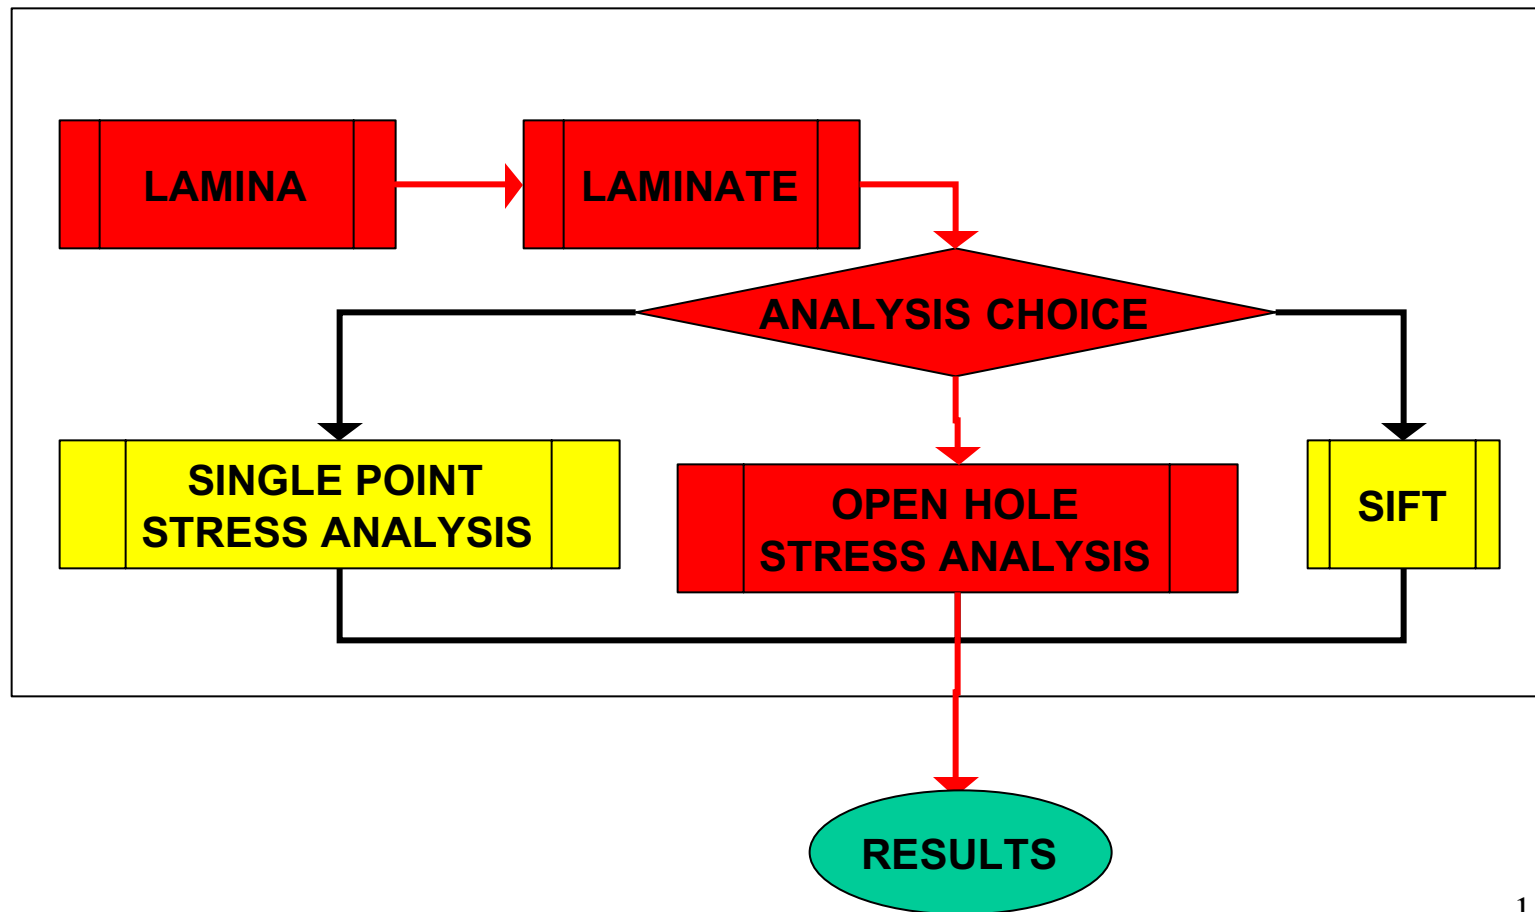 LAMINA
LAMINATE
ANALYSIS CHOICE
SINGLE POINT
STRESS ANALYSIS
OPEN HOLE
STRESS ANALYSIS
SIFT
RESULTS
1